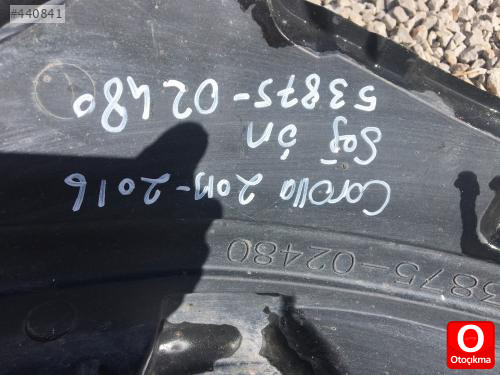 #440841
Corolla 2013-2016
Sağ ön
53875-02480
53875-02480
Otoçıkma